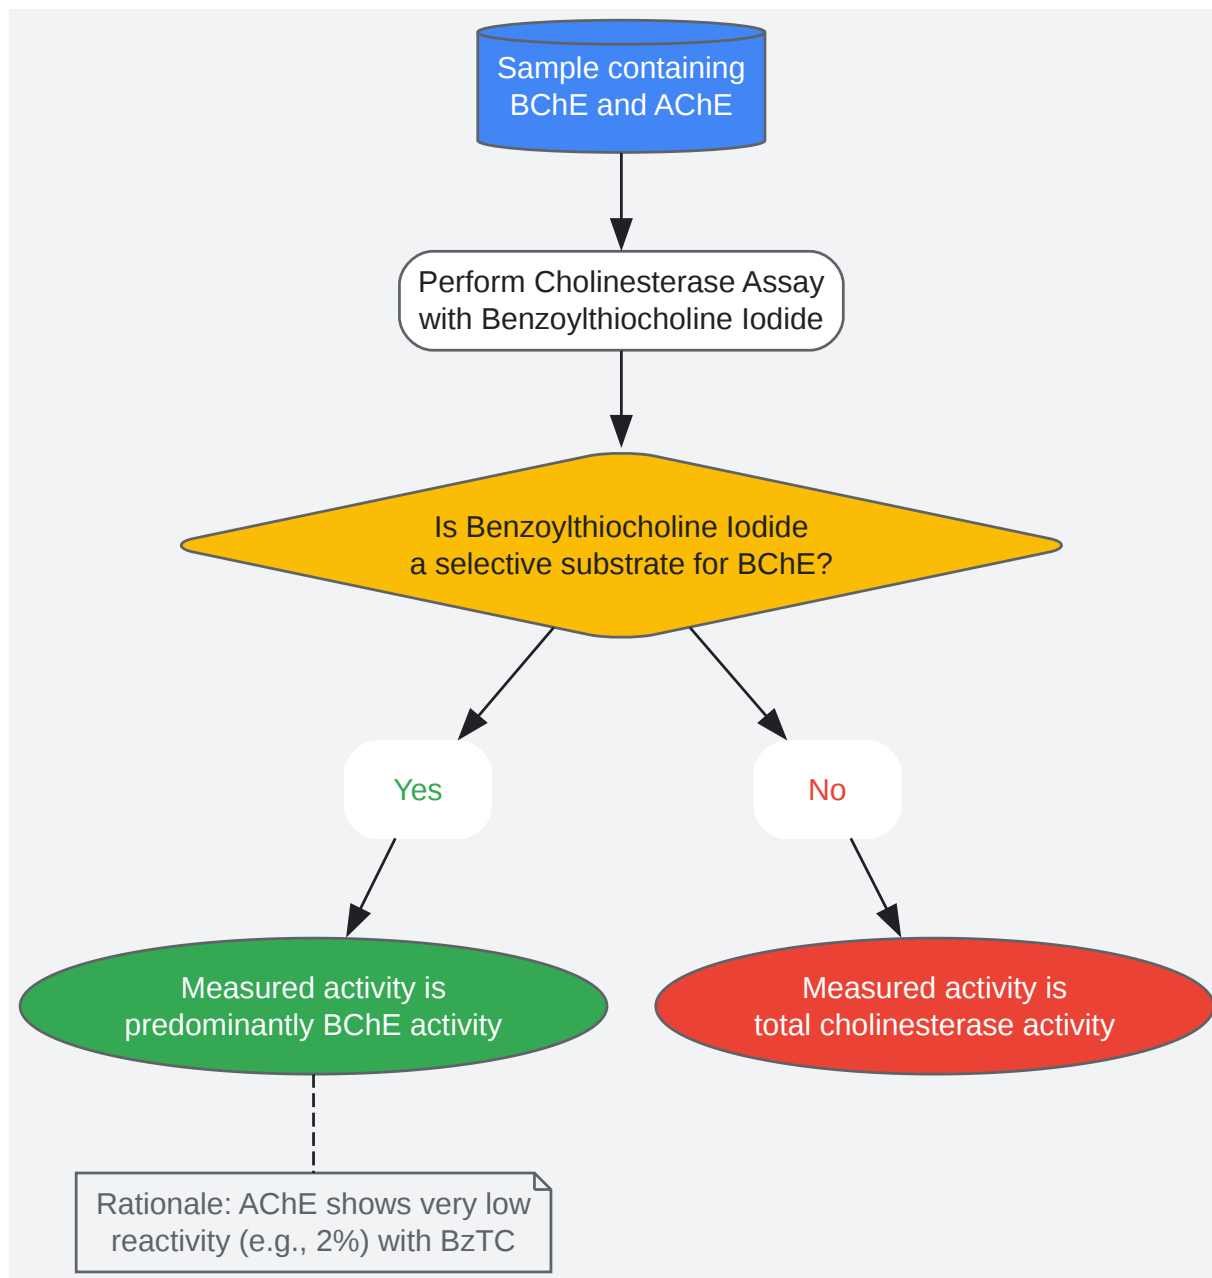 Sample containing
BChE and AChE
Perform Cholinesterase Assay
with Benzoylthiocholine Iodide
Is Benzoylthiocholine Iodide
a selective substrate for BChE?
Yes
No
Measured activity is
predominantly BChE activity
Measured activity is
total cholinesterase activity
Rationale: AChE shows very low
reactivity (e.g., 2%) with BzTC